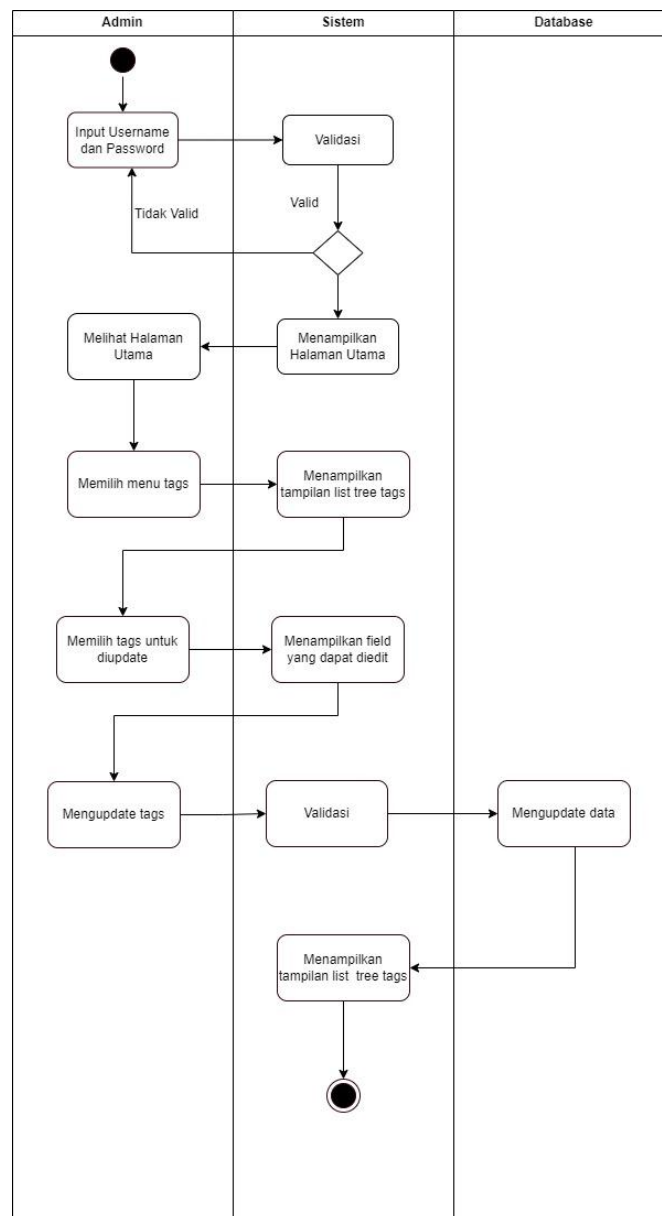 Admin
Sistem
Database
Input Username
dan Password
Validasi
Tidak Valid
Valid
Melihat Halaman
Utama
Menampilkan
Halaman Utama
Memilih menu tags
Menampilkan
tampilan list tree tags
Memilih tags untuk
diupdate
Menampilkan field
yang dapat diedit
Mengupdate tags
Validasi
Mengupdate data
Menampilkan
tampilan list tree tags